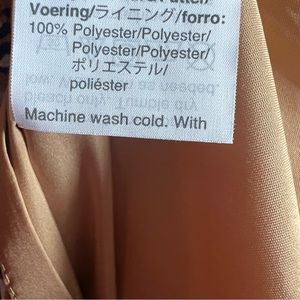 Voering/ライニング/forro:
100% Polyester/Polyester/
Polyester/Polyester/
ポリエステル/
poliéster
Machine wash cold. With